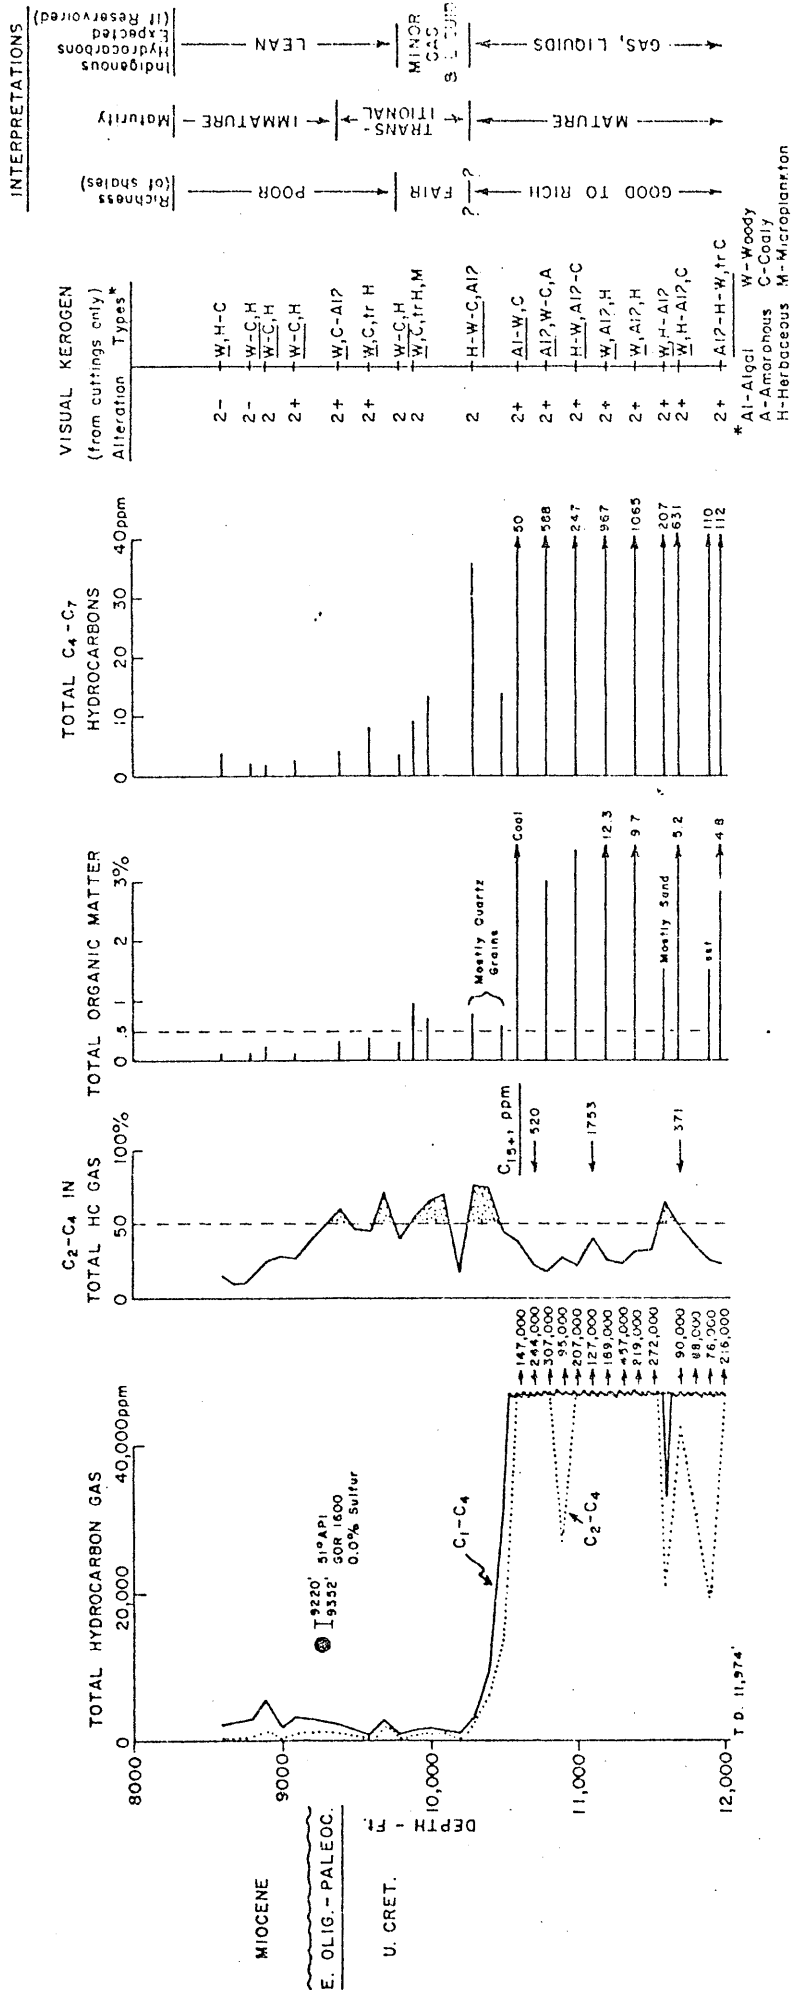 MIOCENE
E. OLIG.-PALEOC.
U. CRET.
DEPTH - Ft.
8000
9000
10,000
11,000
12,000
T D. 11,974'
TOTAL HYDROCARBON GAS
0
20,000
40,000ppm
9220'
9352'
51°API
GOR 1600
0.0% Sulfur
C₁-C₄
C₂-C₄
147,000
244,000
307,000
95,000
207,000
127,000
169,000
457,000
219,000
272,000
90,000
88,000
76,000
216,000
C₂-C₄ IN
TOTAL HC GAS
0
50
100%
C₁₅₊, ppm
520
1753
371
TOTAL ORGANIC MATTER
0
.5
1
2
3%
Mostly Quartz
Grains
Coal
12.3
9.7
Mostly Sand
5.2
sst
4.8
TOTAL C₄-C₇
HYDROCARBONS
0
10
20
30
40ppm
50
588
247
967
1065
207
631
110
112
VISUAL KEROGEN
(from cuttings only)
Alteration Types*
2- W,H-C
2- W-C,H
2 W-C,H
2+ W-C,H
2+ W,C-Al?
2+ W,C,tr H
2 W-C,H
2 W,C,trH,M
2 H-W-C,Al?
2+ Al-W,C
2+ Al?,W-C,A
2+ H-W,Al?-C
2+ W,Al?,H
2+ W,Al?,H
2+ W,H-Al?
2+ W,H-Al?,C
2+ Al?-H-W,trC
* Al-Algal W-Woody
A-Amorphous C-Coaly
H-Herbaceous M-Microplankton
INTERPRETATIONS
Richness
(of shales)
POOR
FAIR
? ?
GOOD TO RICH
Maturity
IMMATURE
TRANS-
ITIONAL
MATURE
Indigenous
Hydrocarbons
Expected
(if Reservoired)
LEAN
MINOR
GAS
& LIQUID
GAS, LIQUIDS